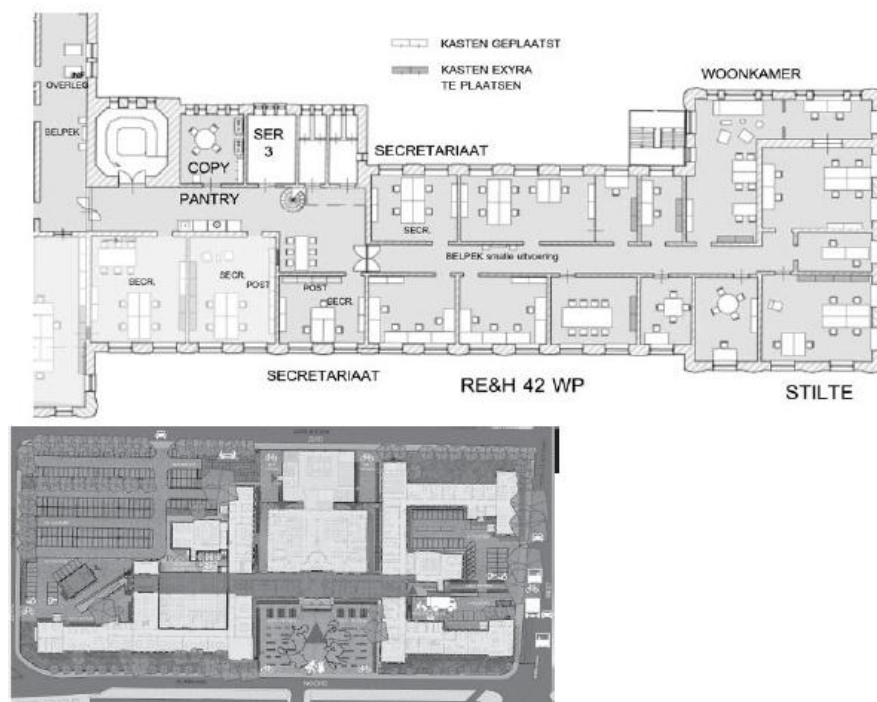 KASTEN GEPLAATST
KASTEN EXYRA
TE PLAATSEN
WOONKAMER
OVERLEG
BELPEK
COPY
SER
3
SECRETARIAAT
PANTRY
SECR.
BELPEK smalle uitvoering
SECR.
SECR.
POST
POST
SECR.
SECRETARIAAT
RE&H 42 WP
STILTE
NOORD